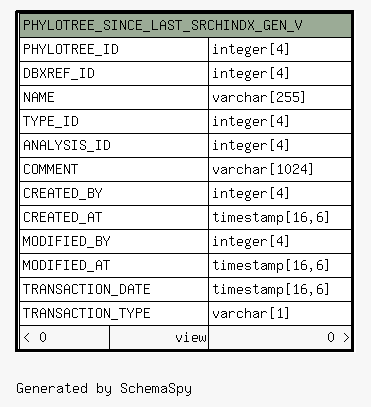 PHYLOTREE_SINCE_LAST_SRCHINDX_GEN_V
PHYLOTREE_ID integer[4]
DBXREF_ID integer[4]
NAME varchar[255]
TYPE_ID integer[4]
ANALYSIS_ID integer[4]
COMMENT varchar[1024]
CREATED_BY integer[4]
CREATED_AT timestamp[16,6]
MODIFIED_BY integer[4]
MODIFIED_AT timestamp[16,6]
TRANSACTION_DATE timestamp[16,6]
TRANSACTION_TYPE varchar[1]
< 0 view 0 >
Generated by SchemaSpy